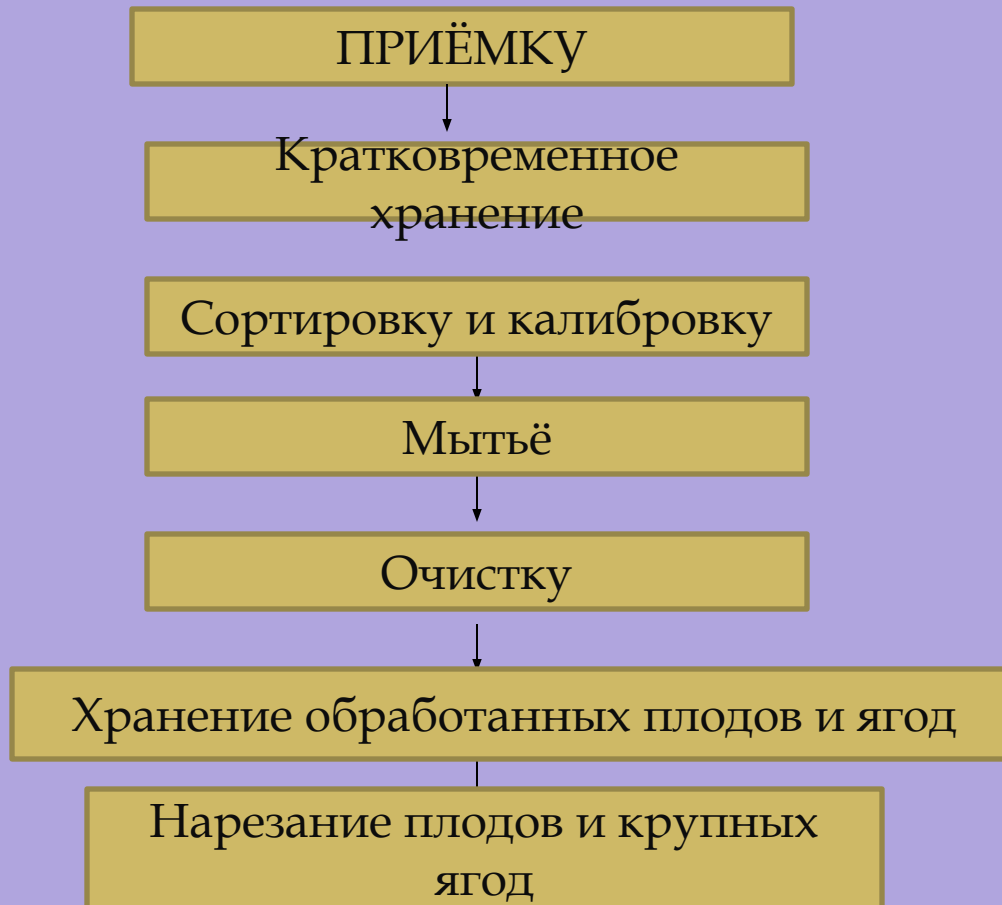 ПРИЁМКУ
Кратковременное
хранение
Сортировку и калибровку
Мытьё
Очистку
Хранение обработанных плодов и ягод
Нарезание плодов и крупных
ягод